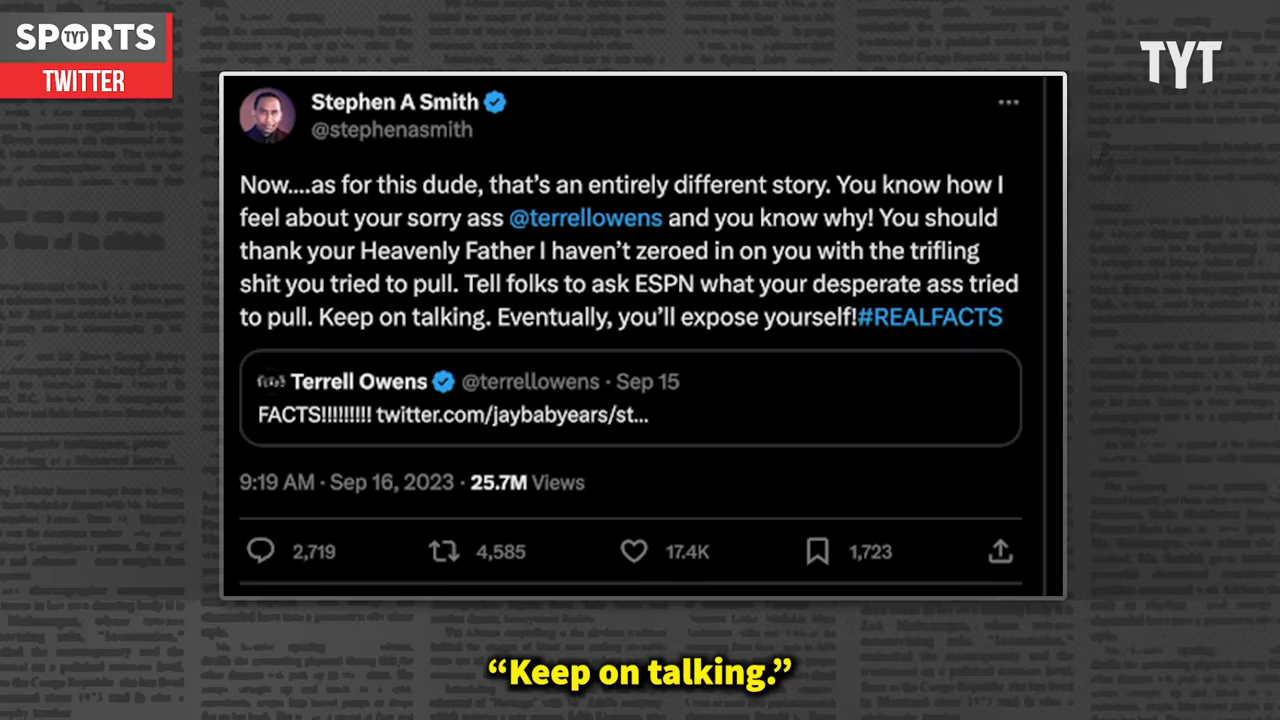 SPORTS
TYT
TWITTER
TYT
Stephen A Smith
@stephenasmith
Now....as for this dude, that's an entirely different story. You know how I
feel about your sorry ass @terrellowens and you know why! You should
thank your Heavenly Father I haven't zeroed in on you with the trifling
shit you tried to pull. Tell folks to ask ESPN what your desperate ass tried
to pull. Keep on talking. Eventually, you'll expose yourself!#REALFACTS
Terrell Owens @terrellowens · Sep 15
FACTS!!!!!!!!! twitter.com/jaybabyears/st...
9:19 AM · Sep 16, 2023 · 25.7M Views
2,719 4,585 17.4K 1,723
“Keep on talking.”